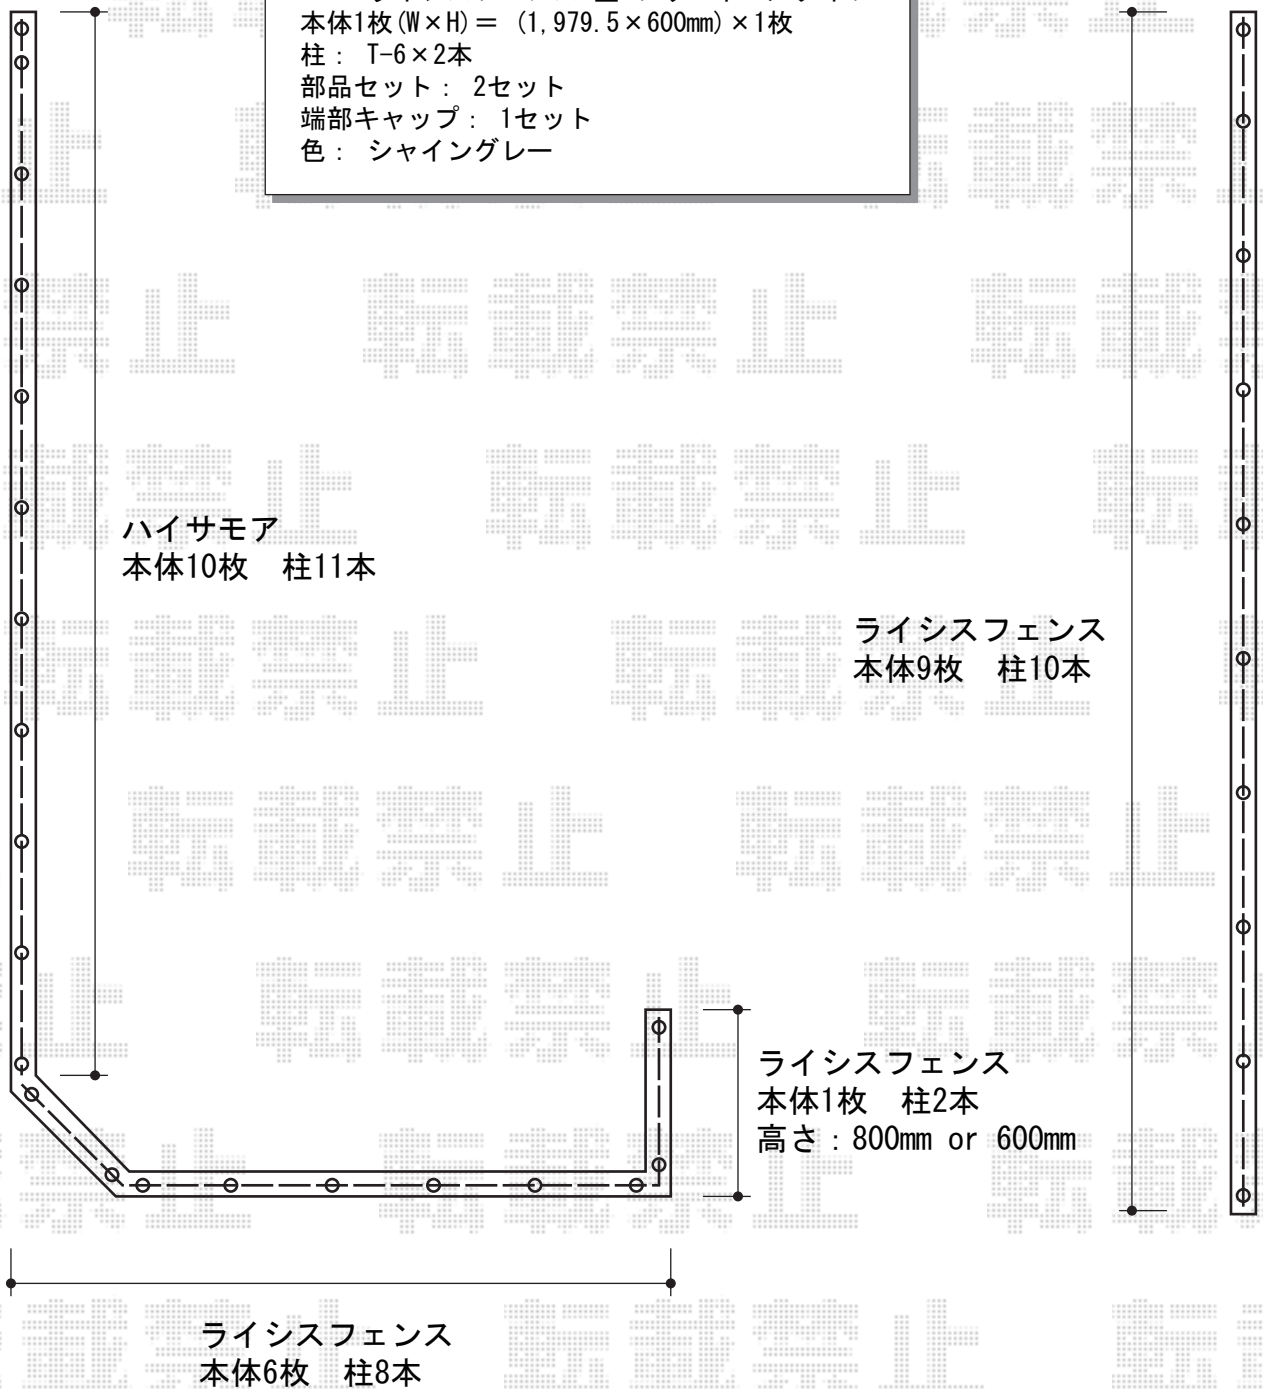 本体1枚(W×H)＝ (1,979.5×600mm)×1枚
柱： T-6×2本
部品セット： 2セット
端部キャップ： 1セット
色： シャイングレー
ハイサモア
本体10枚　柱11本
ライシスフェンス
本体9枚　柱10本
ライシスフェンス
本体1枚　柱2本
高さ：800mm or 600mm
ライシスフェンス
本体6枚　柱8本
転載禁止